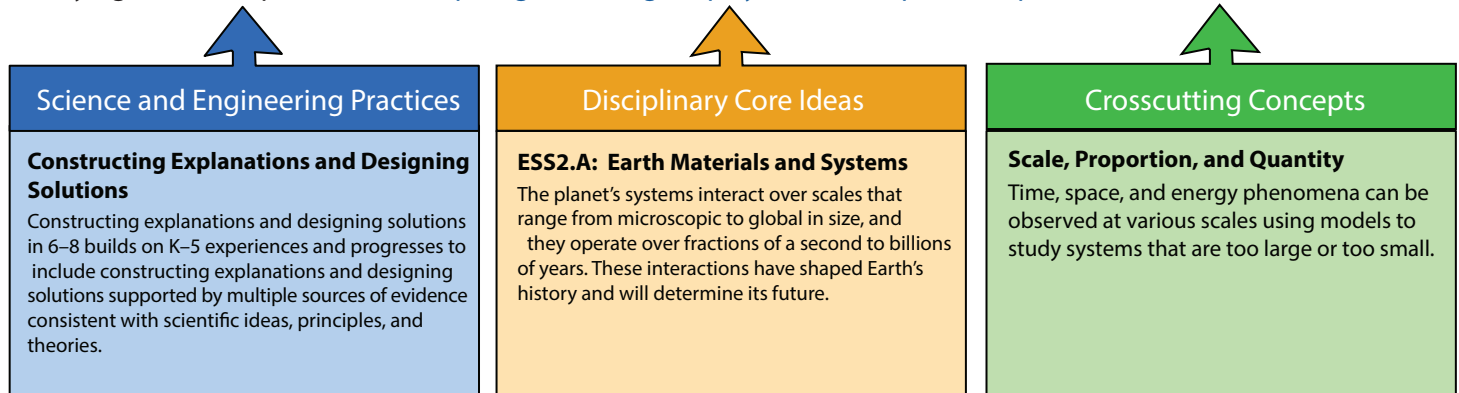 Science and Engineering Practices
Constructing Explanations and Designing
Solutions
Constructing explanations and designing solutions
in 6–8 builds on K–5 experiences and progresses to
include constructing explanations and designing
solutions supported by multiple sources of evidence
consistent with scientific ideas, principles, and
theories.
Disciplinary Core Ideas
ESS2.A: Earth Materials and Systems
The planet's systems interact over scales that
range from microscopic to global in size, and
they operate over fractions of a second to billions
of years. These interactions have shaped Earth's
history and will determine its future.
Crosscutting Concepts
Scale, Proportion, and Quantity
Time, space, and energy phenomena can be
observed at various scales using models to
study systems that are too large or too small.